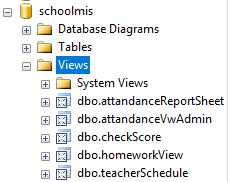 schoolmis
Database Diagrams
Tables
Views
System Views
dbo.attandanceReportSheet
dbo.attandanceVwAdmin
dbo.checkScore
dbo.homeworkView
dbo.teacherSchedule